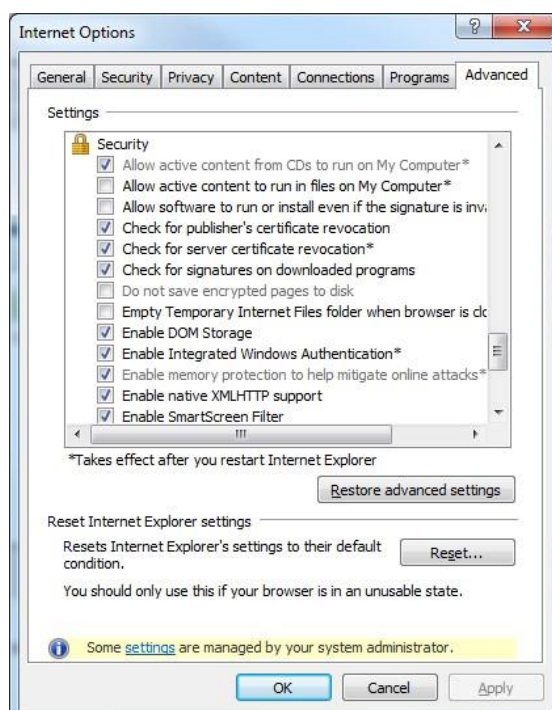 Internet Options
General Security Privacy Content Connections Programs Advanced
Settings
Security
Allow active content from CDs to run on My Computer*
Allow active content to run in files on My Computer*
Allow software to run or install even if the signature is
Check for publisher's certificate revocation
Check for server certificate revocation*
Check for signatures on downloaded programs
Do not save encrypted pages to disk
Empty Temporary Internet Files folder when browser is
Enable DOM Storage
Enable Integrated Windows Authentication*
Enable memory protection to help mitigate online attacks*
Enable native XMLHTTP support
Enable SmartScreen Filter
*Takes effect after you restart Internet Explorer
Restore advanced settings
Reset Internet Explorer settings
Resets Internet Explorer's settings to their default
condition.
Reset...
You should only use this if your browser is in an unusable state.
Some settings are managed by your system administrator.
OK Cancel Apply